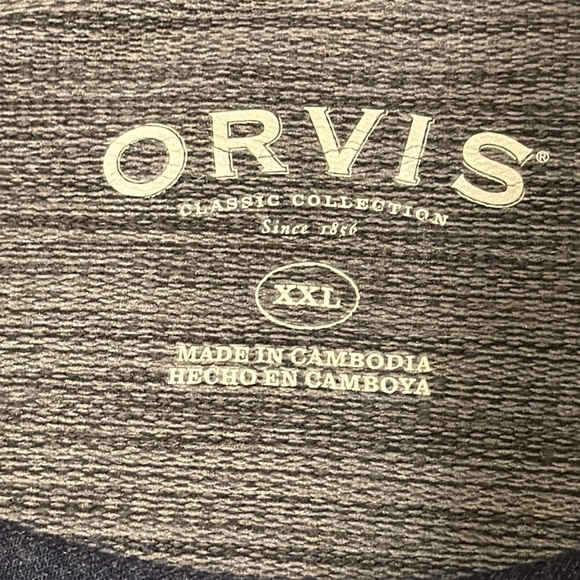 ORVIS®
CLASSIC COLLECTION
Since 1856
XXL
MADE IN CAMBODIA
HECHO EN CAMBOYA